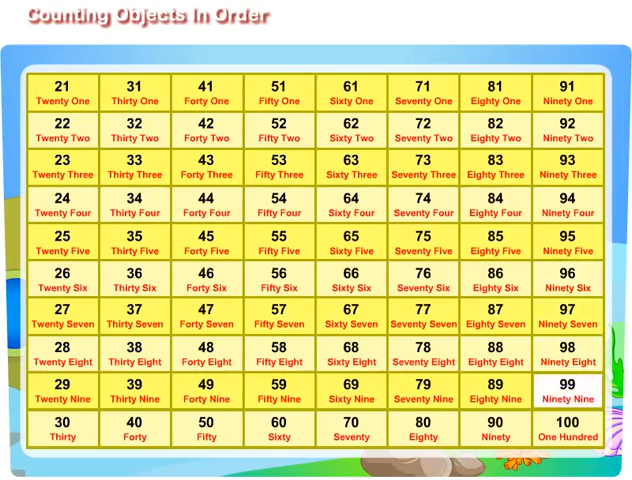 Counting Objects In Order
21 31 41 51 61 71 81 91
Twenty One Thirty One Forty One Fifty One Sixty One Seventy One Eighty One Ninety One
22 32 42 52 62 72 82 92
Twenty Two Thirty Two Forty Two Fifty Two Sixty Two Seventy Two Eighty Two Ninety Two
23 33 43 53 63 73 83 93
Twenty Three Thirty Three Forty Three Fifty Three Sixty Three Seventy Three Eighty Three Ninety Three
24 34 44 54 64 74 84 94
Twenty Four Thirty Four Forty Four Fifty Four Sixty Four Seventy Four Eighty Four Ninety Four
25 35 45 55 65 75 85 95
Twenty Five Thirty Five Forty Five Fifty Five Sixty Five Seventy Five Eighty Five Ninety Five
26 36 46 56 66 76 86 96
Twenty Six Thirty Six Forty Six Fifty Six Sixty Six Seventy Six Eighty Six Ninety Six
27 37 47 57 67 77 87 97
Twenty Seven Thirty Seven Forty Seven Fifty Seven Sixty Seven Seventy Seven Eighty Seven Ninety Seven
28 38 48 58 68 78 88 98
Twenty Eight Thirty Eight Forty Eight Fifty Eight Sixty Eight Seventy Eight Eighty Eight Ninety Eight
29 39 49 59 69 79 89 99
Twenty Nine Thirty Nine Forty Nine Fifty Nine Sixty Nine Seventy Nine Eighty Nine Ninety Nine
30 40 50 60 70 80 90 100
Thirty Forty Fifty Sixty Seventy Eighty Ninety One Hundred